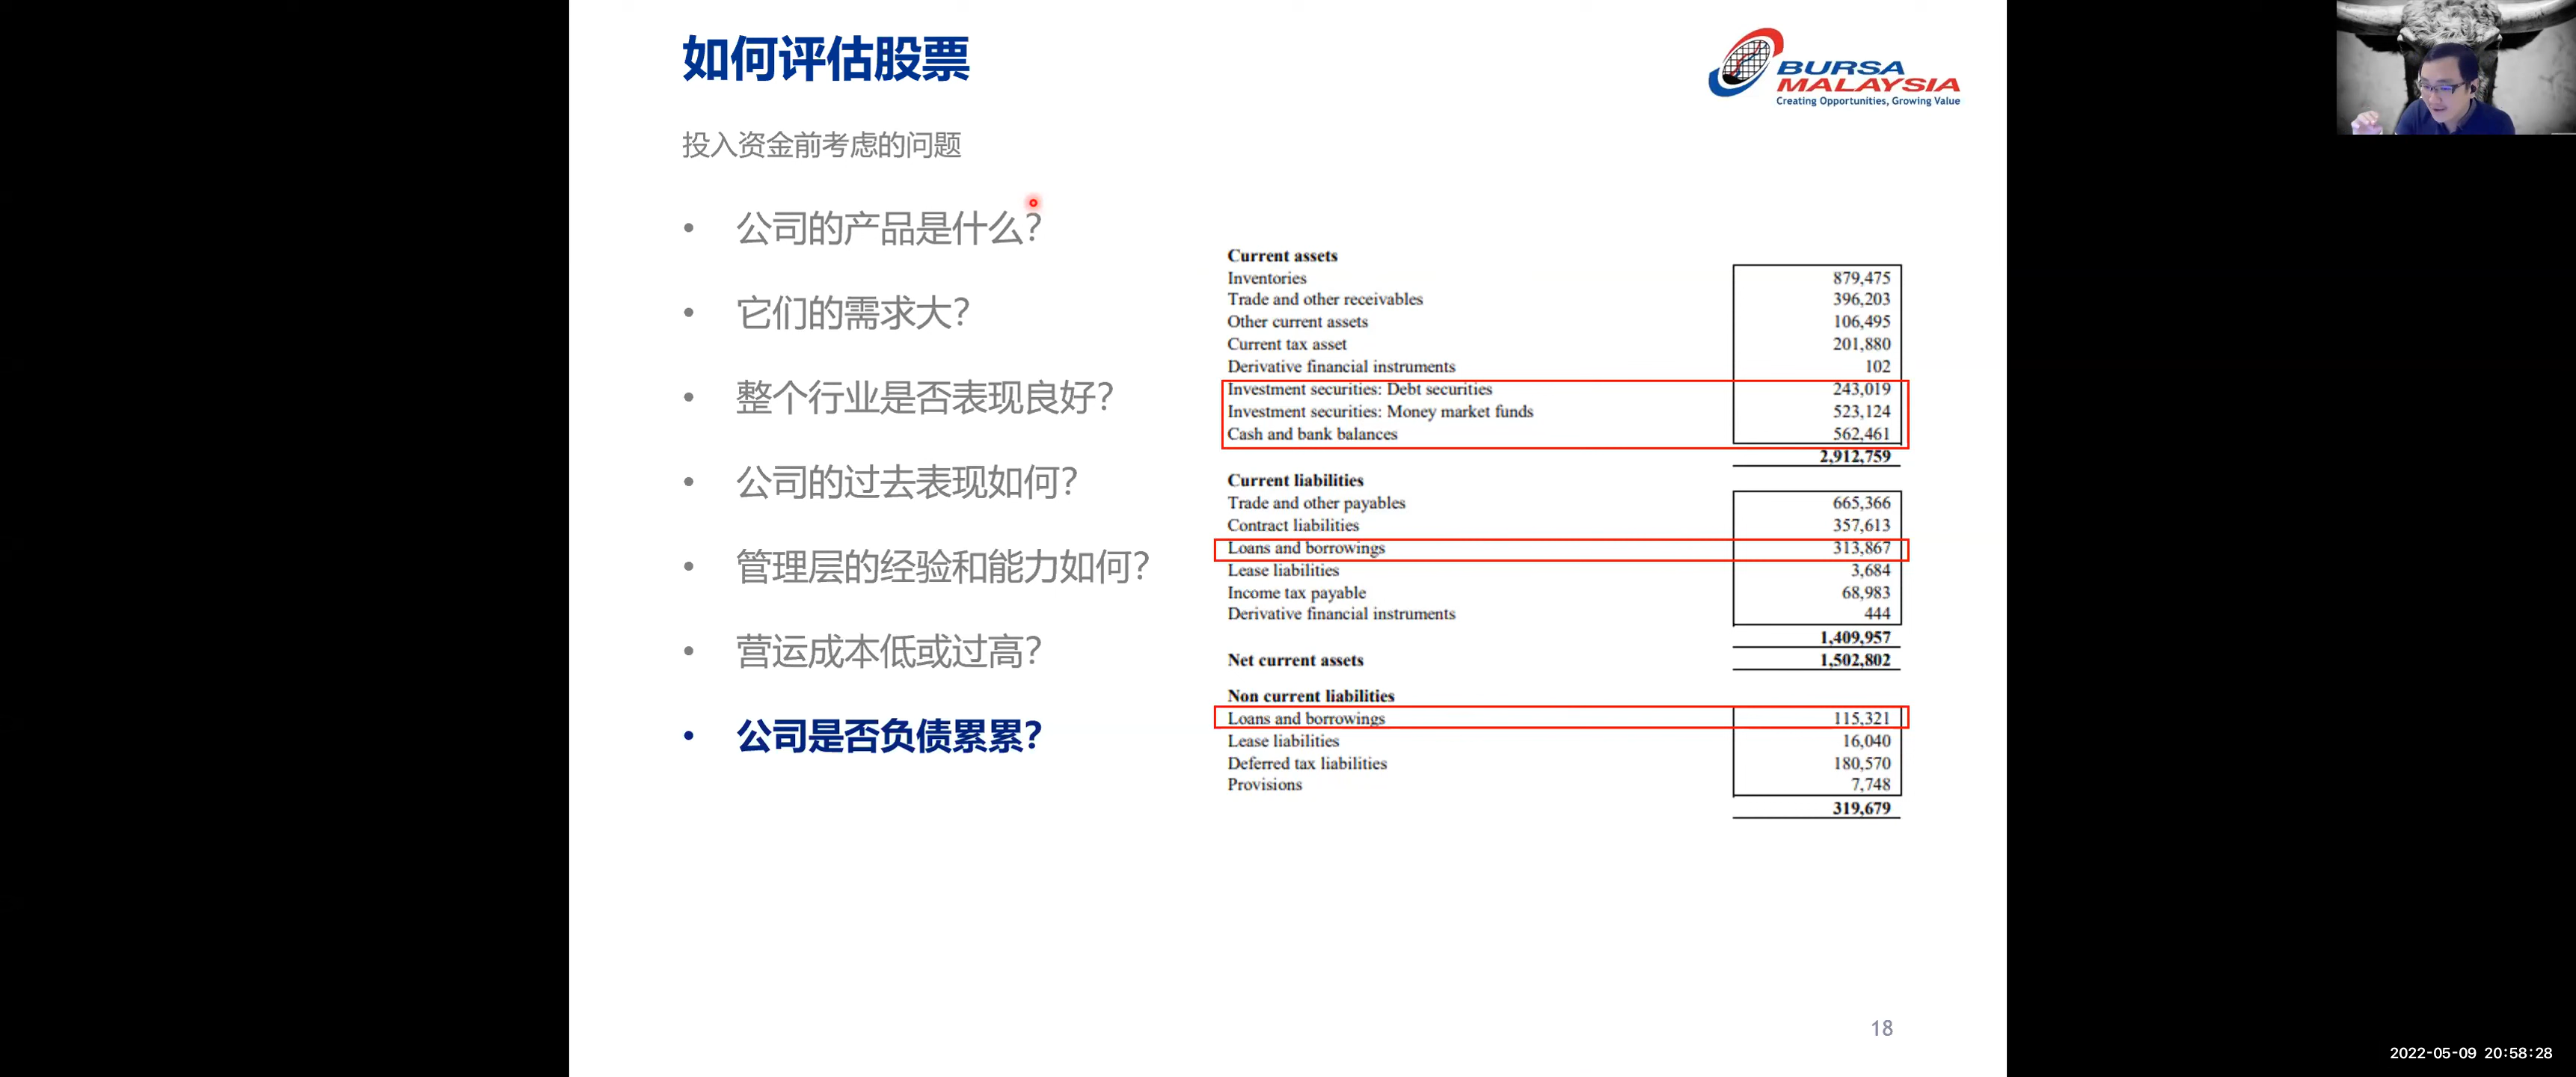 如何评估股票
BURSA
MALAYSIA
Creating Opportunities, Growing Value
投入资金前考虑的问题
• 公司的产品是什么?
• 它们的需求大?
• 整个行业是否表现良好?
• 公司的过去表现如何?
• 管理层的经验和能力如何?
• 营运成本低或过高?
• 公司是否负债累累?
Current assets
Inventories 879,475
Trade and other receivables 396,203
Other current assets 106,495
Current tax asset 201,880
Derivative financial instruments 102
Investment securities: Debt securities 243,019
Investment securities: Money market funds 523,124
Cash and bank balances 562,461
2,912,759
Current liabilities
Trade and other payables 665,366
Contract liabilities 357,613
Loans and borrowings 313,867
Lease liabilities 3,684
Income tax payable 68,983
Derivative financial instruments 444
1,409,957
Net current assets 1,502,802
Non current liabilities
Loans and borrowings 115,321
Lease liabilities 16,040
Deferred tax liabilities 180,570
Provisions 7,748
319,679
18
2022-05-09 20:58:28